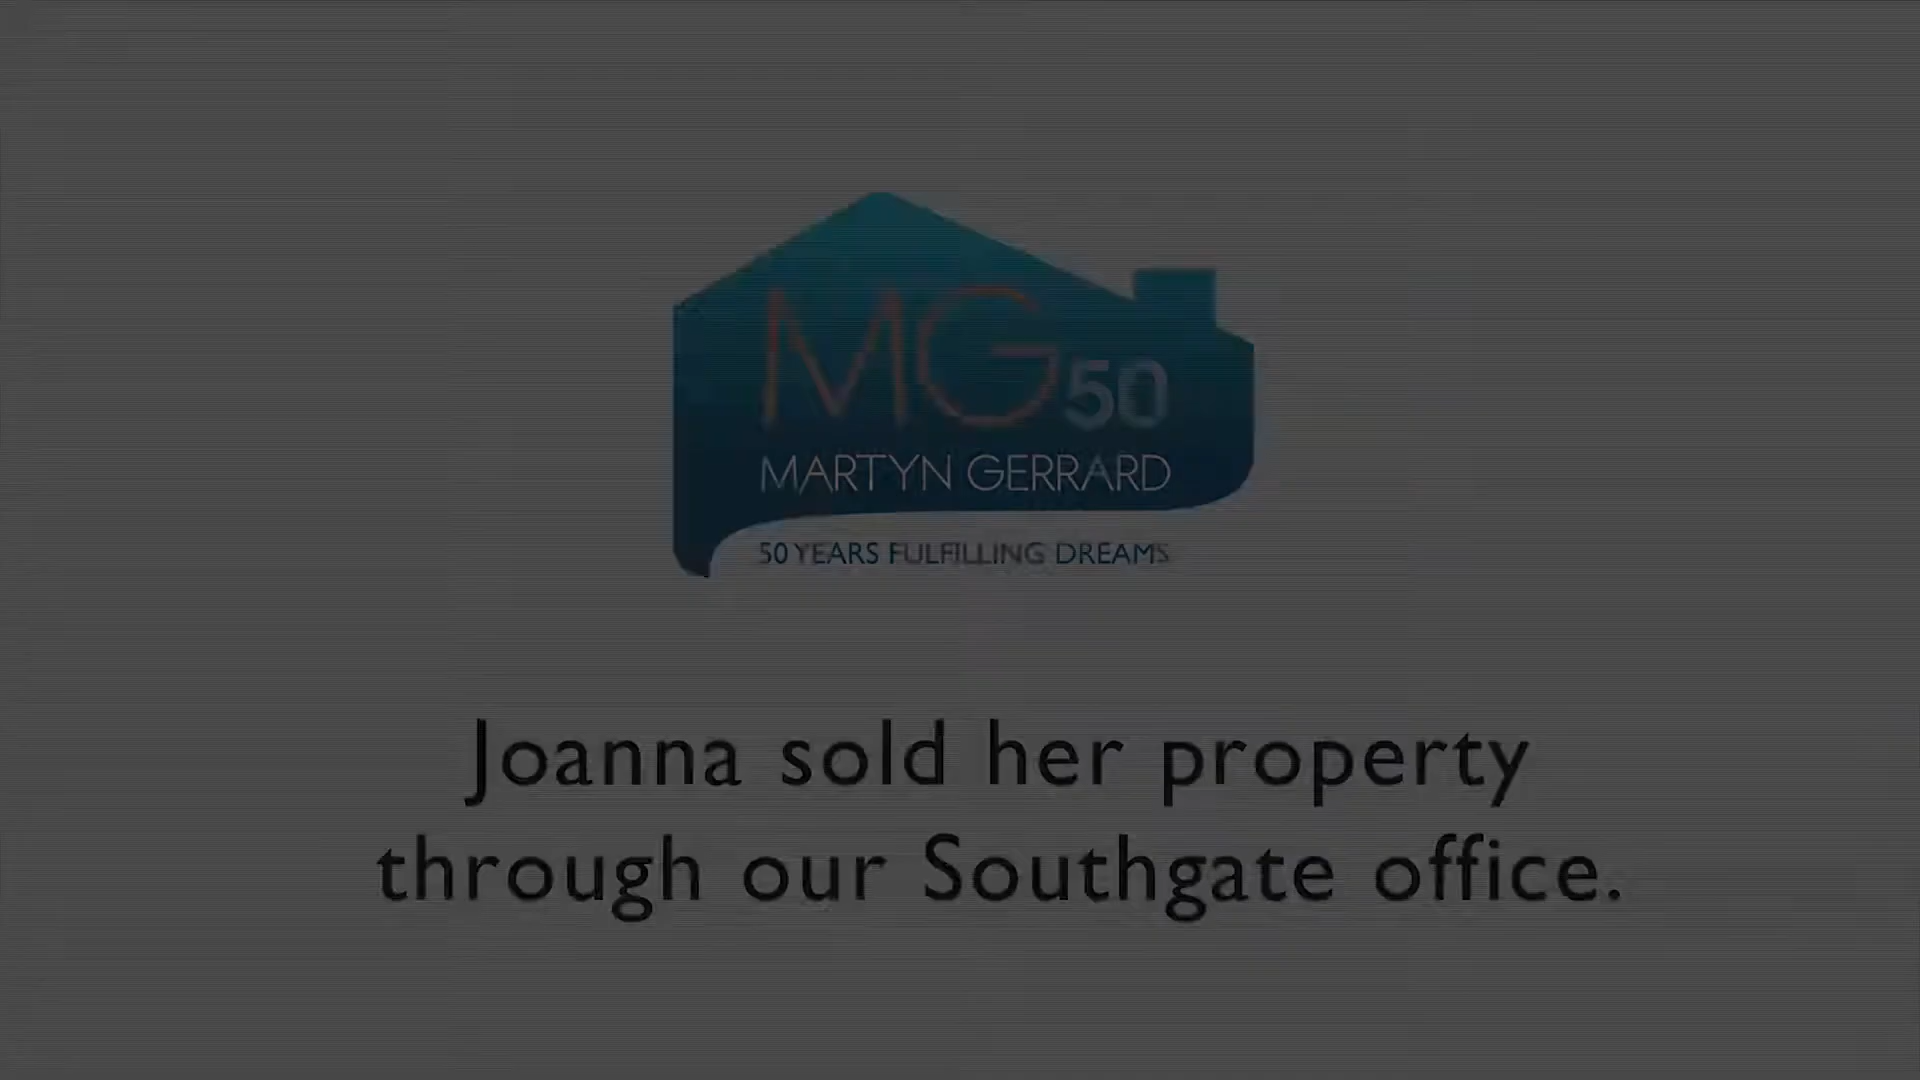 MG50
MARTYN GERRARD
50 YEARS FULFILLING DREAMS
Joanna sold her property
through our Southgate office.